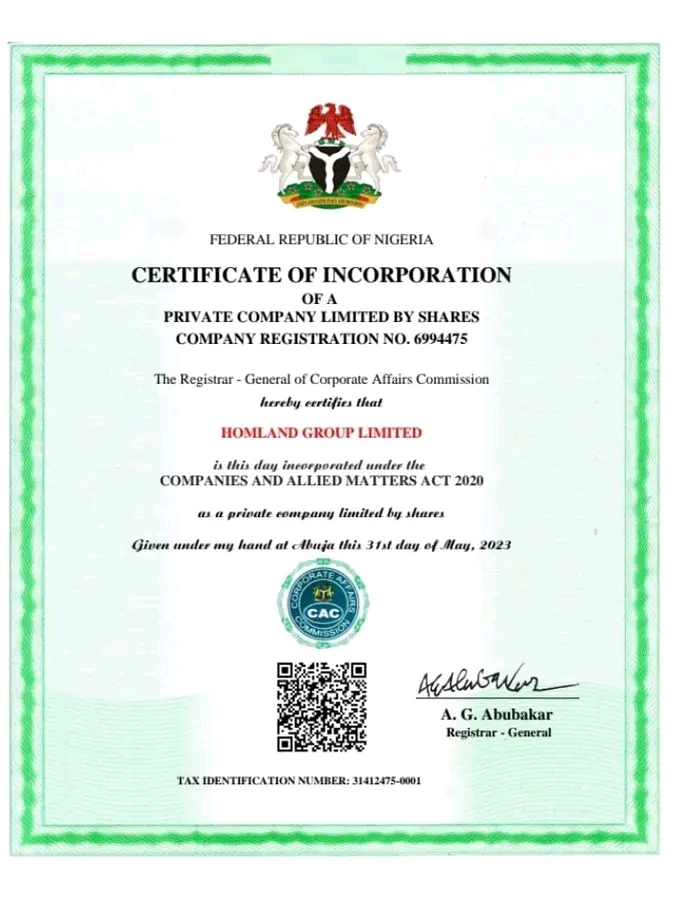 FEDERAL REPUBLIC OF NIGERIA
CERTIFICATE OF INCORPORATION
OF A
PRIVATE COMPANY LIMITED BY SHARES
COMPANY REGISTRATION NO. 6994475
The Registrar - General of Corporate Affairs Commission
hereby certifies that
HOMLAND GROUP LIMITED
is this day incorporated under the
COMPANIES AND ALLIED MATTERS ACT 2020
as a private company limited by shares
Given under my hand at Abuja this 31st day of May, 2023
CORPORATE AFFAIRS
CAC
COMMISSION
A. G. Abubakar
Registrar - General
TAX IDENTIFICATION NUMBER: 31412475-0001